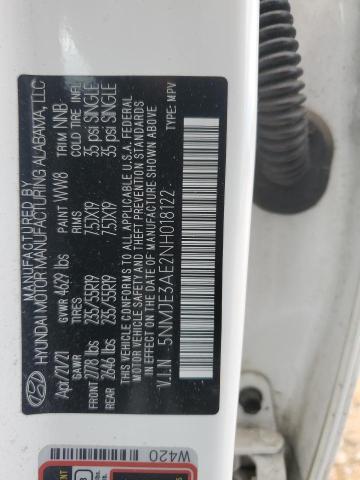 MANUFACTURED BY
HYUNDAI
HYUNDAI MOTOR MANUFACTURING ALABAMA, LLC
Apr/21/21 GVWR 4629 lbs PAINT WW8 TRIM NNB
RIMS COLD TIRE INFL
FRONT 2778 lbs 235/55R19 7.5JX19 35 psi SINGLE
REAR 2646 lbs 235/55R19 7.5JX19 35 psi SINGLE
THIS VEHICLE CONFORMS TO ALL APPLICABLE U.S.A. FEDERAL
MOTOR VEHICLE SAFETY AND THEFT PREVENTION STANDARDS
IN EFFECT ON THE DATE OF MANUFACTURE SHOWN ABOVE.
V.I.N : 5NMJE3AE2NH018122 TYPE: MPV
W420